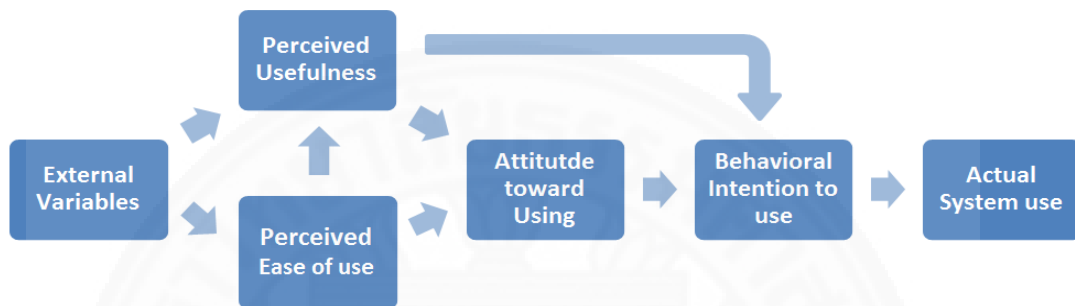 Perceived
Usefulness
External
Variables
Perceived
Ease of use
Attitutde
toward
Using
Behavioral
Intention to
use
Actual
System use